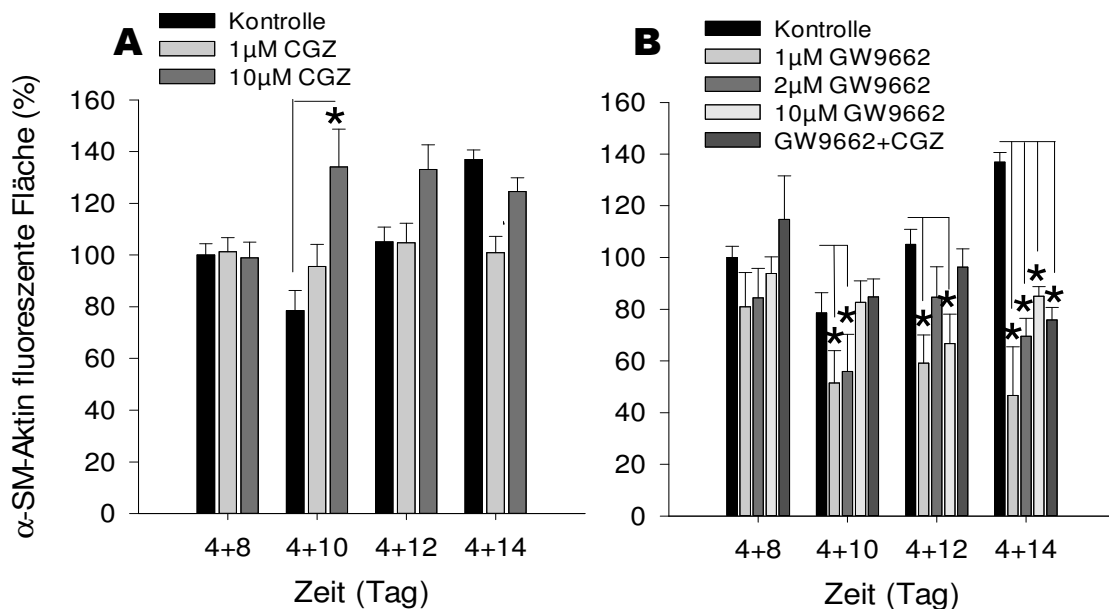 A
Kontrolle
1µM CGZ
10µM CGZ
α-SM-Aktin fluoreszente Fläche (%)
160
140
120
100
80
60
40
20
0
*
4+8 4+10 4+12 4+14
Zeit (Tag)
B
Kontrolle
1µM GW9662
2µM GW9662
10µM GW9662
GW9662+CGZ
160
140
120
100
80
60
40
20
0
* * * * * * * *
4+8 4+10 4+12 4+14
Zeit (Tag)